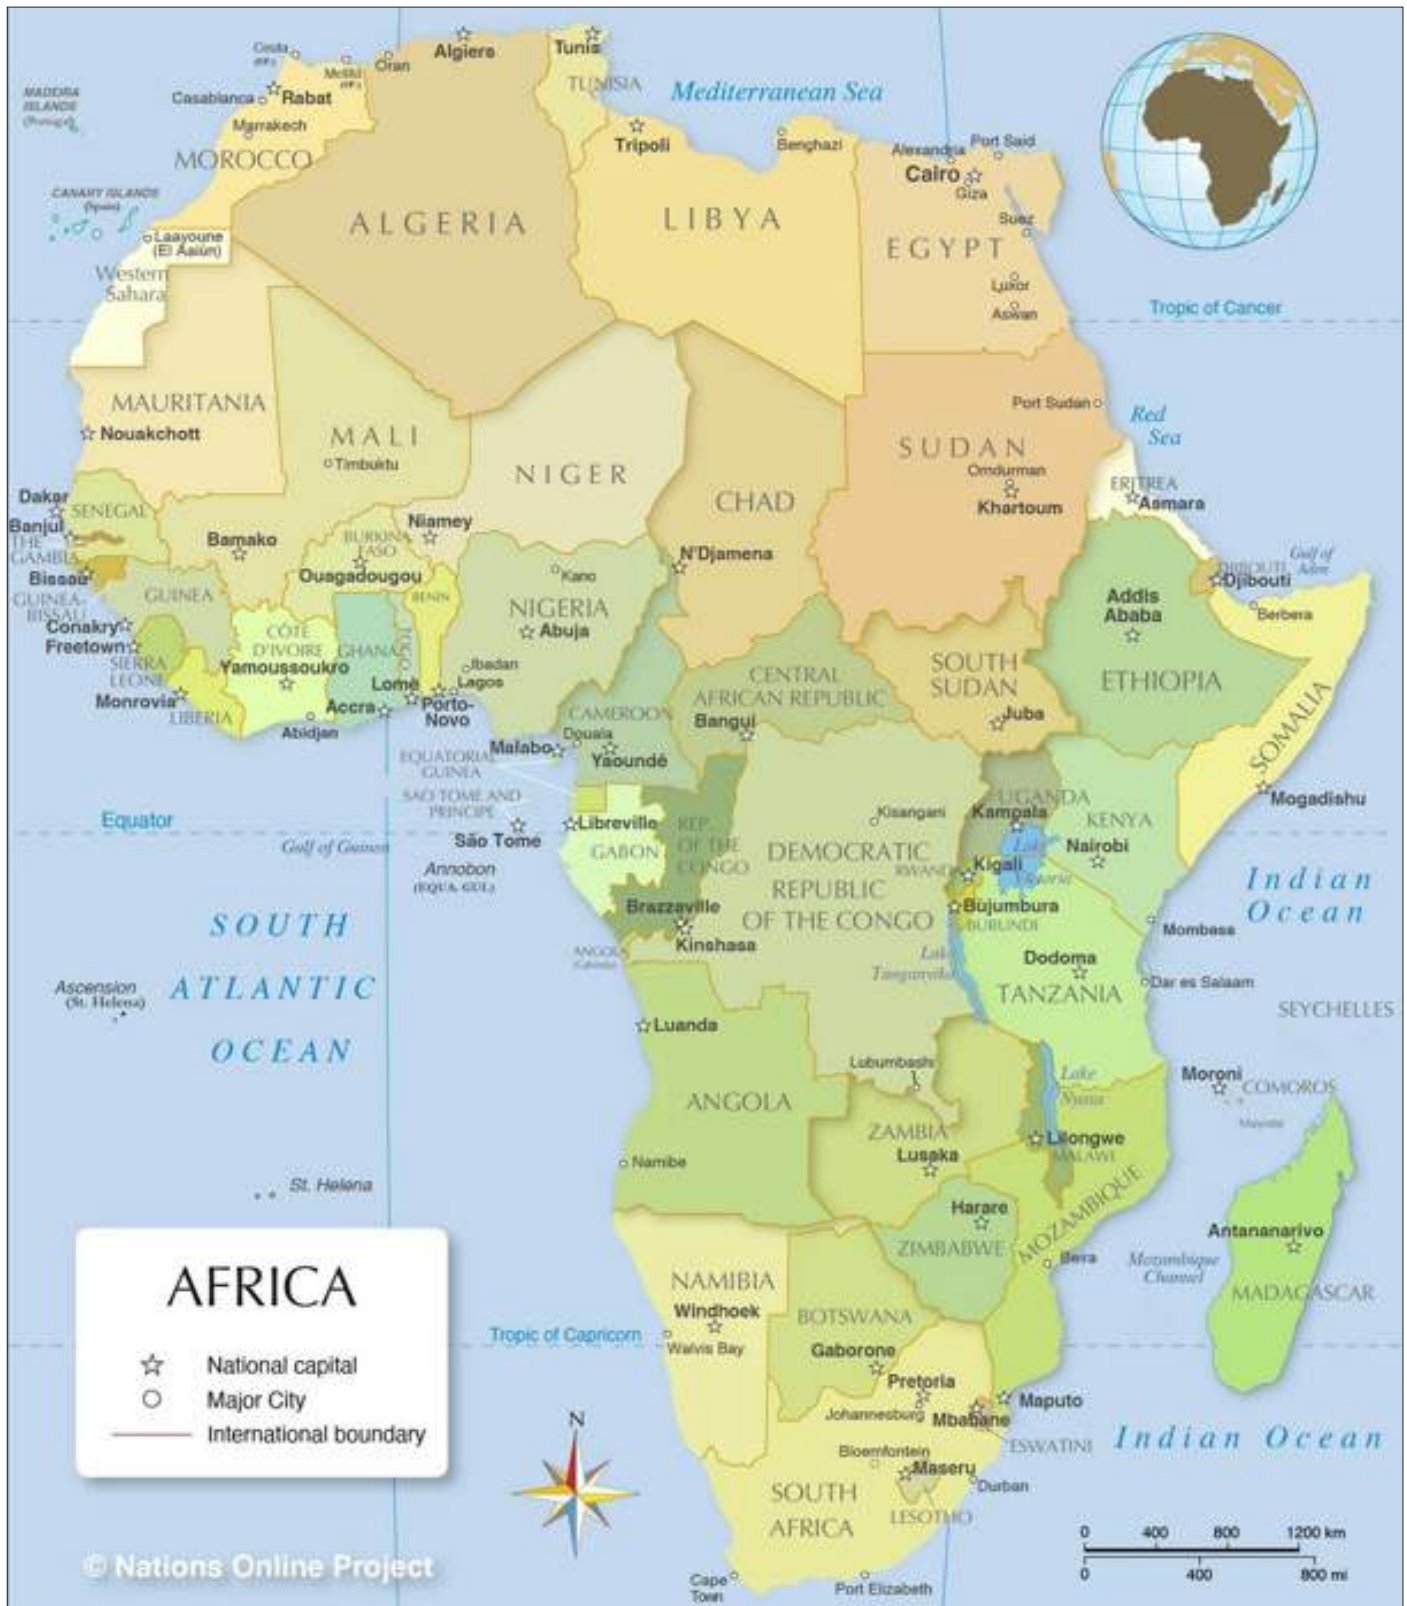 Ceuta
(SP.)
Melilla
(SP.)
Oran
Algiers
Tunis
TUNISIA
Mediterranean Sea
MADEIRA
ISLANDS
(Portugal)
Casablanca
Rabat
Marrakech
MOROCCO
Tripoli
Benghazi
Alexandria
Port Said
Cairo
Giza
Suez
CANARY ISLANDS
(Spain)
ALGERIA
LIBYA
EGYPT
Laayoune
(El Aaiún)
Western
Sahara
Luxor
Aswan
Tropic of Cancer
MAURITANIA
Nouakchott
MALI
Timbuktu
NIGER
CHAD
SUDAN
Port Sudan
Red
Sea
Omdurman
Khartoum
ERITREA
Asmara
Dakar
SENEGAL
Banjul
THE
GAMBIA
Bissau
GUINEA-
BISSAU
Bamako
Niamey
BURKINA
FASO
Ouagadougou
N'Djamena
DJIBOUTI
Djibouti
Gulf of
Aden
Berbera
GUINEA
Conakry
Freetown
SIERRA
LEONE
Monrovia
LIBERIA
CÔTE
D'IVOIRE
Yamoussoukro
Abidjan
GHANA
Accra
TOGO
Lomé
BENIN
Porto-
Novo
Kano
NIGERIA
Abuja
Ibadan
Lagos
Addis
Ababa
ETHIOPIA
SOMALIA
Mogadishu
CENTRAL
AFRICAN REPUBLIC
Bangui
SOUTH
SUDAN
Juba
CAMEROON
Douala
Malabo
Yaoundé
EQUATORIAL
GUINEA
SAO TOME AND
PRINCIPE
São Tome
Annobon
(EQUA. GUI.)
Equator
Gulf of Guinea
Libreville
GABON
REP.
OF THE
CONGO
Brazzaville
Kinshasa
DEMOCRATIC
REPUBLIC
OF THE CONGO
Kisangani
UGANDA
Kampala
Lake
Victoria
KENYA
Nairobi
RWANDA
Kigali
Bujumbura
BURUNDI
Indian
Ocean
Mombasa
Dodoma
TANZANIA
Dar es Salaam
Lake
Tanganyika
SEYCHELLES
SOUTH
ATLANTIC
OCEAN
Ascension
(St. Helena)
ANGOLA
(Cabinda)
Luanda
ANGOLA
Namibe
Lubumbashi
ZAMBIA
Lusaka
Lake
Nyasa
Lilongwe
MALAWI
Moroni
COMOROS
Mayotte
St. Helena
Harare
ZIMBABWE
MOZAMBIQUE
Beira
Mozambique
Channel
Antananarivo
MADAGASCAR
NAMIBIA
Windhoek
Walvis Bay
Tropic of Capricorn
BOTSWANA
Gaborone
Pretoria
Johannesburg
Mbabane
ESWATINI
Maputo
Indian Ocean
Bloemfontein
Maseru
LESOTHO
Durban
SOUTH
AFRICA
Cape
Town
Port Elizabeth
AFRICA
National capital
Major City
International boundary
N
0 400 800 1200 km
0 400 800 mi
© Nations Online Project